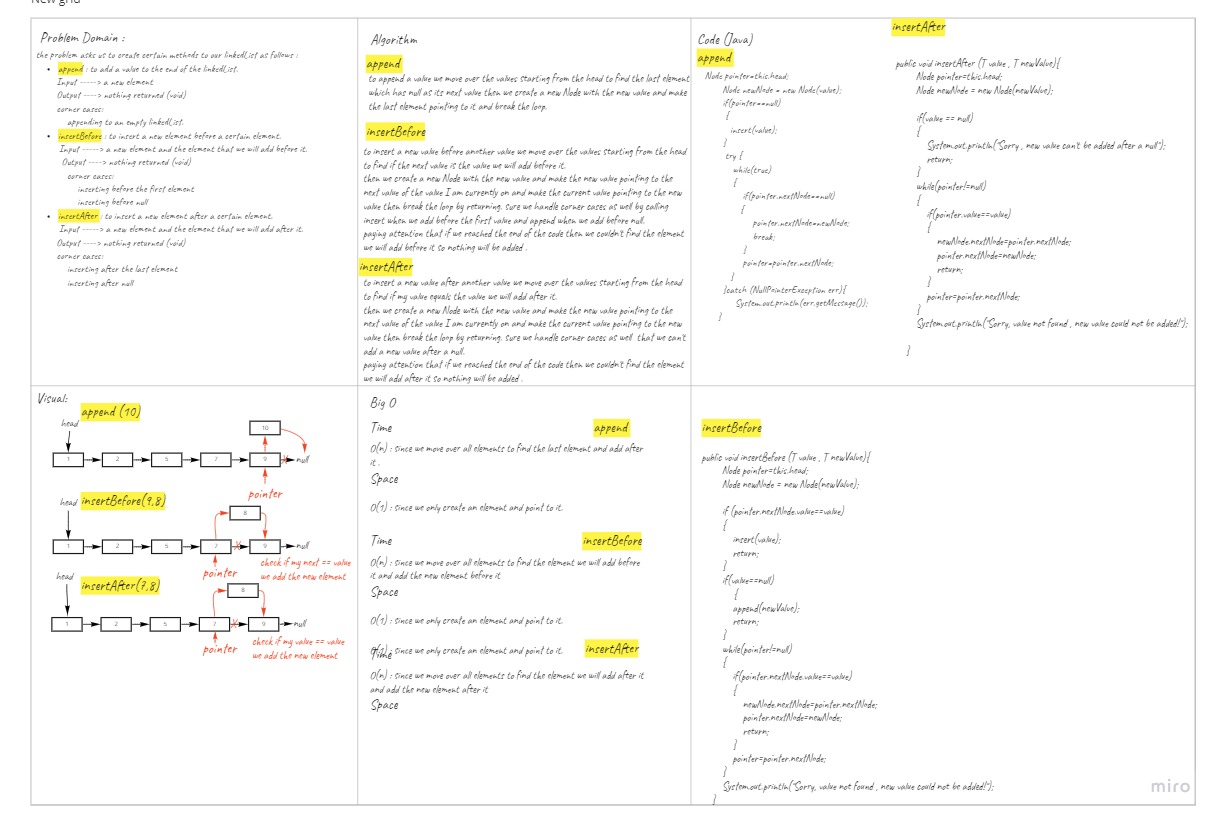 New grid
Problem Domain :
the problem asks us to create certain methods to our linkedList as follows :
• append : to add a value to the end of the linkedList.
Input -----> a new element
Output ----> nothing returned (void)
corner cases:
appending to an empty linkedList.
• insertBefore : to insert a new element before a certain element.
Input ----> a new element and the element that we will add before it.
Output ----> nothing returned (void)
corner cases:
inserting before the first element
inserting before null
• insertAfter : to insert a new element after a certain element.
Input ----> a new element and the element that we will add after it.
Output ----> nothing returned (void)
corner cases:
inserting after the last element
inserting after null
Algorithm
append
to append a value we move over the values starting from the head to find the last element
which has null as its next value then we create a new Node with the new value and make
the last element pointing to it and break the loop.
insertBefore
to insert a new value before another value we move over the values starting from the head
to find if the next value is the value we will add before it.
then we create a new Node with the new value and make the new value pointing to the
next value of the value I am currently on and make the current value pointing to the new
value then break the loop by returning. sure we handle corner cases as well by calling
insert when we add before the first value and append when we add before null.
paying attention that if we reached the end of the code then we couldn't find the element
we will add before it so nothing will be added .
insertAfter
to insert a new value after another value we move over the values starting from the head
to find if my value equels the value we will add after it.
then we create a new Node with the new value and make the new value pointing to the
next value of the value I am currently on and make the current value pointing to the new
value then break the loop by returning. sure we handle corner cases as well that we can't
add a new value after a null.
paying attention that if we reached the end of the code then we couldn't find the element
we will add after it so nothing will be added .
Code (Java)
append
Node pointer=this.head;
Node newNode = new Node(value);
if(pointer==null)
{
insert(value);
}
try {
while(true)
{
if(pointer.nextNode==null)
{
pointer.nextNode=newNode;
break;
}
pointer=pointer.nextNode;
}
}catch (NullPointerException err){
System.out.println(err.getMessage());
}
insertAfter
public void insertAfter (T value , T newValue){
Node pointer=this.head;
Node newNode = new Node(newValue);
if(value == null)
{
System.out.println("Sorry , new value can't be added after a null");
return;
}
while(pointer!=null)
{
if(pointer.value==value)
{
newNode.nextNode=pointer.nextNode;
pointer.nextNode=newNode;
return;
}
pointer=pointer.nextNode;
}
System.out.println("Sorry, value not found , new value could not be added!");
}
Visual:
append (10)
head
10
1 2 5 7 9 null
pointer
head insertBefore(9,8)
8
1 2 5 7 9 null
pointer
check if my next == value
we add the new element
head
insertAfter(7,8)
8
1 2 5 7 9 null
pointer
check if my value == value
we add the new element
Big O
Time append
O(n) : since we move over all elements to find the last element and add after
it .
Space
O(1) : since we only create an element and point to it.
Time insertBefore
O(n) : since we move over all elements to find the element we will add before
it and add the new element before it
Space
O(1) : since we only create an element and point to it.
O(1) : since we only create an element and point to it. insertAfter
Time
O(n) : since we move over all elements to find the element we will add after it
and add the new element after it
Space
insertBefore
public void insertBefore (T value , T newValue){
Node pointer=this.head;
Node newNode = new Node(newValue);
if (pointer.nextNode.value==value)
{
insert(value);
return;
}
if(value==null)
{
append(newValue);
return;
}
while(pointer!=null)
{
if(pointer.nextNode.value==value)
{
newNode.nextNode=pointer.nextNode;
pointer.nextNode=newNode;
return;
}
pointer=pointer.nextNode;
}
System.out.println("Sorry, value not found , new value could not be added!");
}
miro